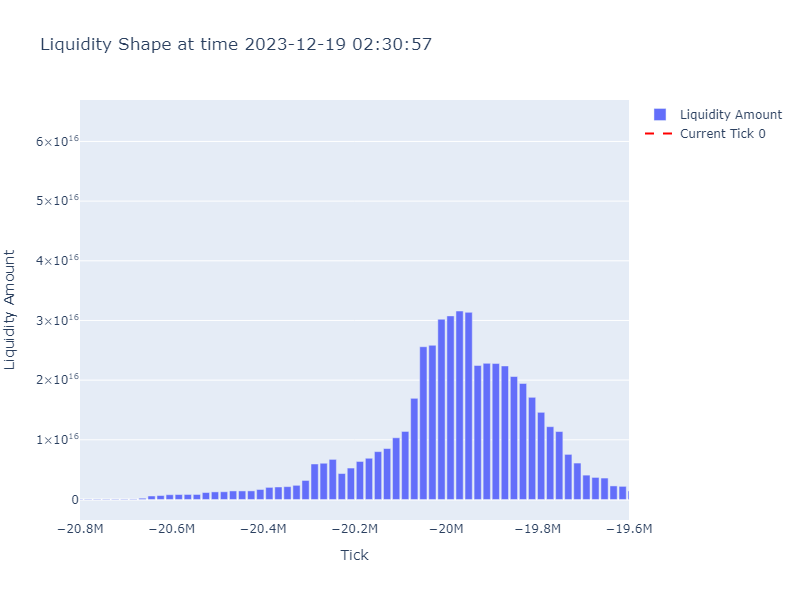 Liquidity Shape at time 2023-12-19 02:30:57
Liquidity Amount
Current Tick 0
6×10¹⁶
5×10¹⁶
4×10¹⁶
3×10¹⁶
2×10¹⁶
1×10¹⁶
0
Liquidity Amount
−20.8M −20.6M −20.4M −20.2M −20M −19.8M −19.6M
Tick